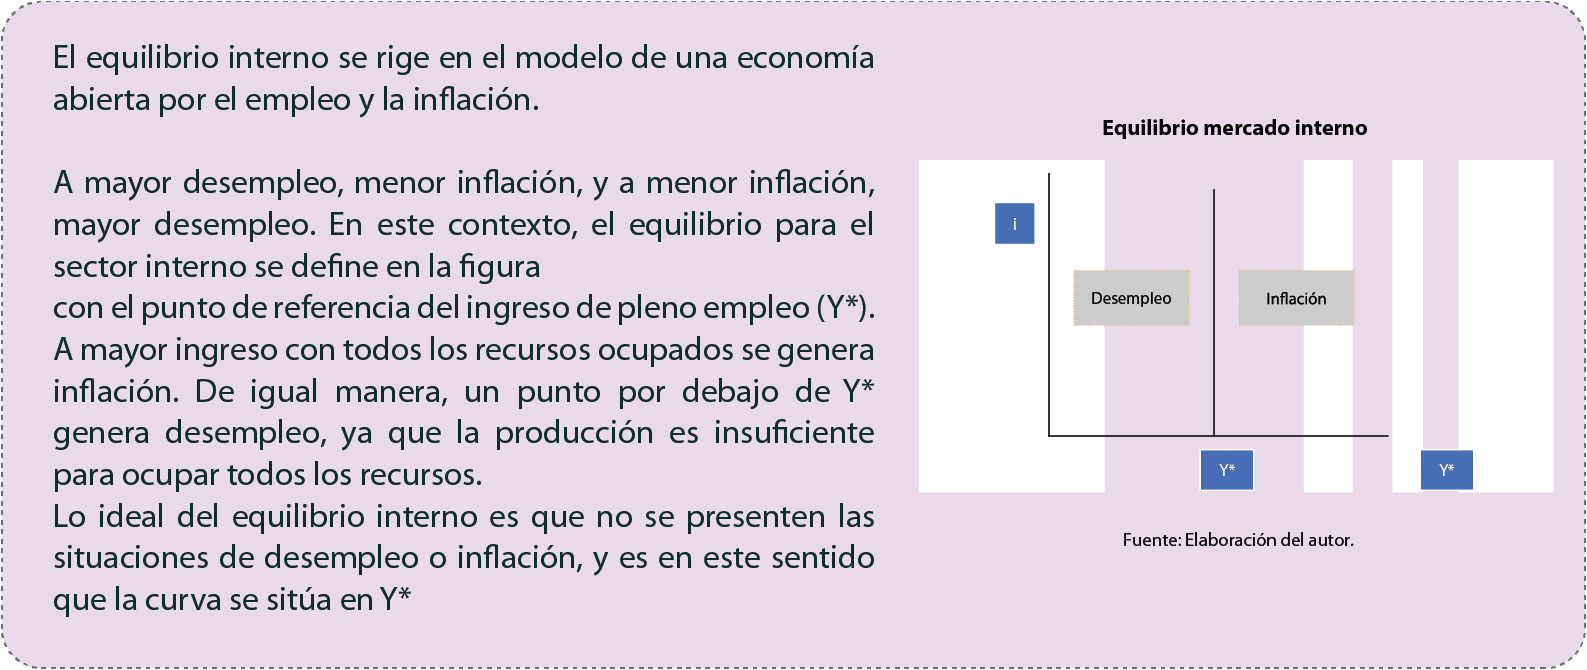 El equilibrio interno se rige en el modelo de una economía
abierta por el empleo y la inflación.
A mayor desempleo, menor inflación, y a menor inflación,
mayor desempleo. En este contexto, el equilibrio para el
sector interno se define en la figura
con el punto de referencia del ingreso de pleno empleo (Y*).
A mayor ingreso con todos los recursos ocupados se genera
inflación. De igual manera, un punto por debajo de Y*
genera desempleo, ya que la producción es insuficiente
para ocupar todos los recursos.
Lo ideal del equilibrio interno es que no se presenten las
situaciones de desempleo o inflación, y es en este sentido
que la curva se sitúa en Y*
Equilibrio mercado interno
i
Desempleo
Inflación
Y*
Y*
Fuente: Elaboración del autor.